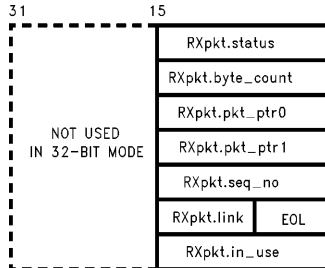 31 15
RXpkt.status
RXpkt.byte_count
RXpkt.pkt_ptr0
NOT USED
IN 32-BIT MODE
RXpkt.pkt_ptr1
RXpkt.seq_no
RXpkt.link EOL
RXpkt.in_use